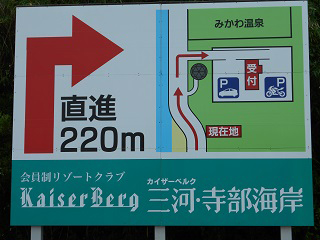 みかわ温泉
受付
P
P
現在地
直進
220m
会員制リゾートクラブ
KaiserBerg
カイザーベルク
三河・寺部海岸